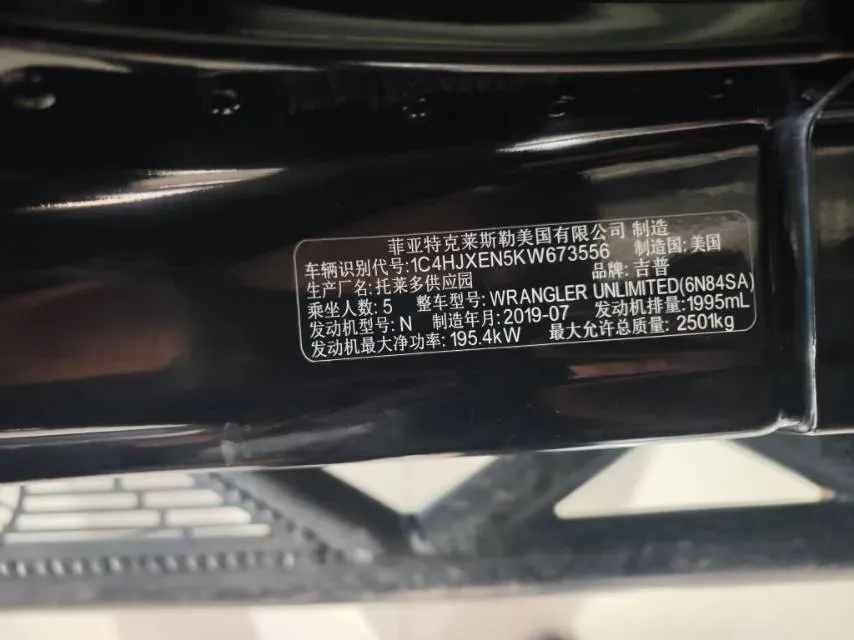 菲亚特克莱斯勒美国有限公司 制造
车辆识别代号:1C4HJXEN5KW673556 制造国:美国
生产厂名:托莱多供应园 品牌:吉普
乘坐人数:5 整车型号:WRANGLER UNLIMITED(6N84SA)
发动机型号:N 制造年月:2019-07 发动机排量:1995mL
发动机最大净功率:195.4kW 最大允许总质量:2501kg